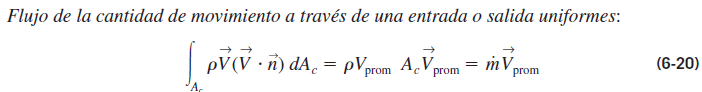 Flujo de la cantidad de movimiento a través de una entrada o salida uniformes:
∫_{A_c} ρV⃗(V⃗ · n⃗) dA_c = ρV_prom A_c V⃗_prom = ṁV⃗_prom (6-20)